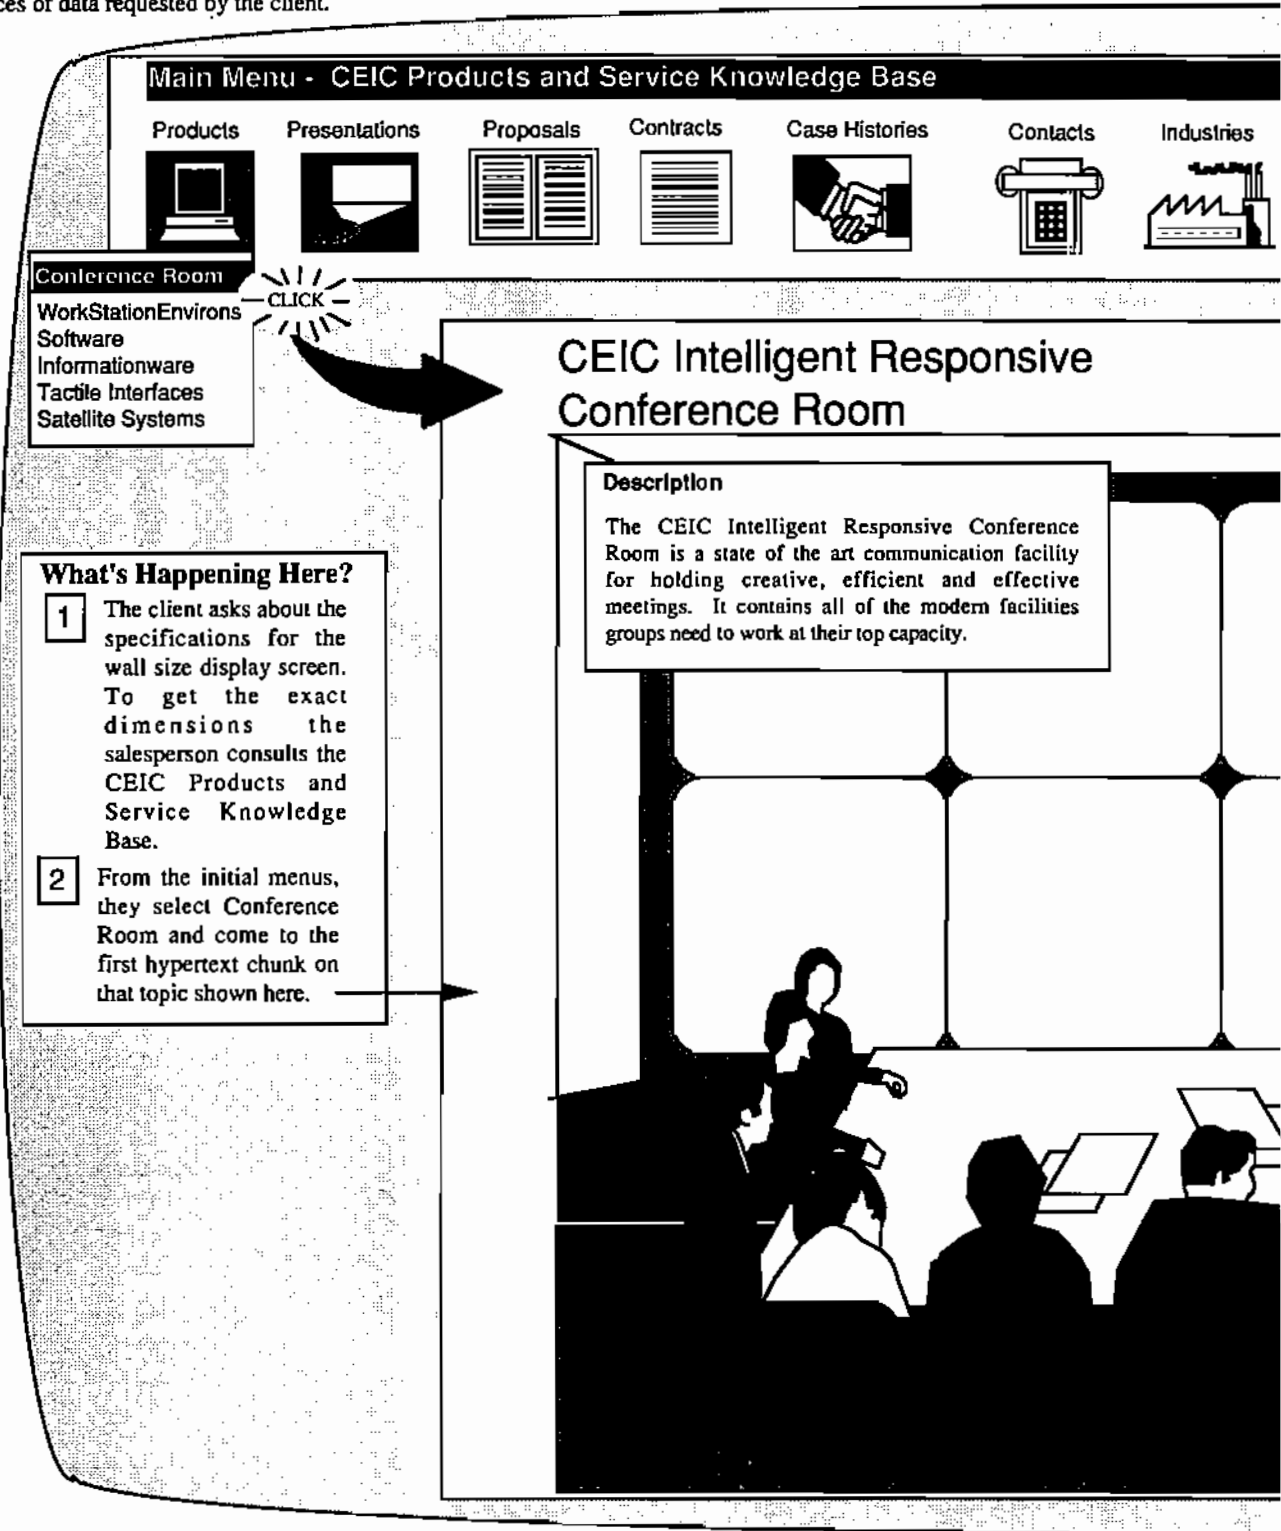 ces of data requested by the client.
Main Menu - CEIC Products and Service Knowledge Base
Products Presentations Proposals Contracts Case Histories Contacts Industries
Conference Room
WorkStationEnvirons
Software
Informationware
Tactile Interfaces
Satellite Systems
CLICK
CEIC Intelligent Responsive
Conference Room
Description
The CEIC Intelligent Responsive Conference
Room is a state of the art communication facility
for holding creative, efficient and effective
meetings. It contains all of the modern facilities
groups need to work at their top capacity.
What's Happening Here?
1 The client asks about the
specifications for the
wall size display screen.
To get the exact
dimensions the
salesperson consults the
CEIC Products and
Service Knowledge
Base.
2 From the initial menus,
they select Conference
Room and come to the
first hypertext chunk on
that topic shown here.